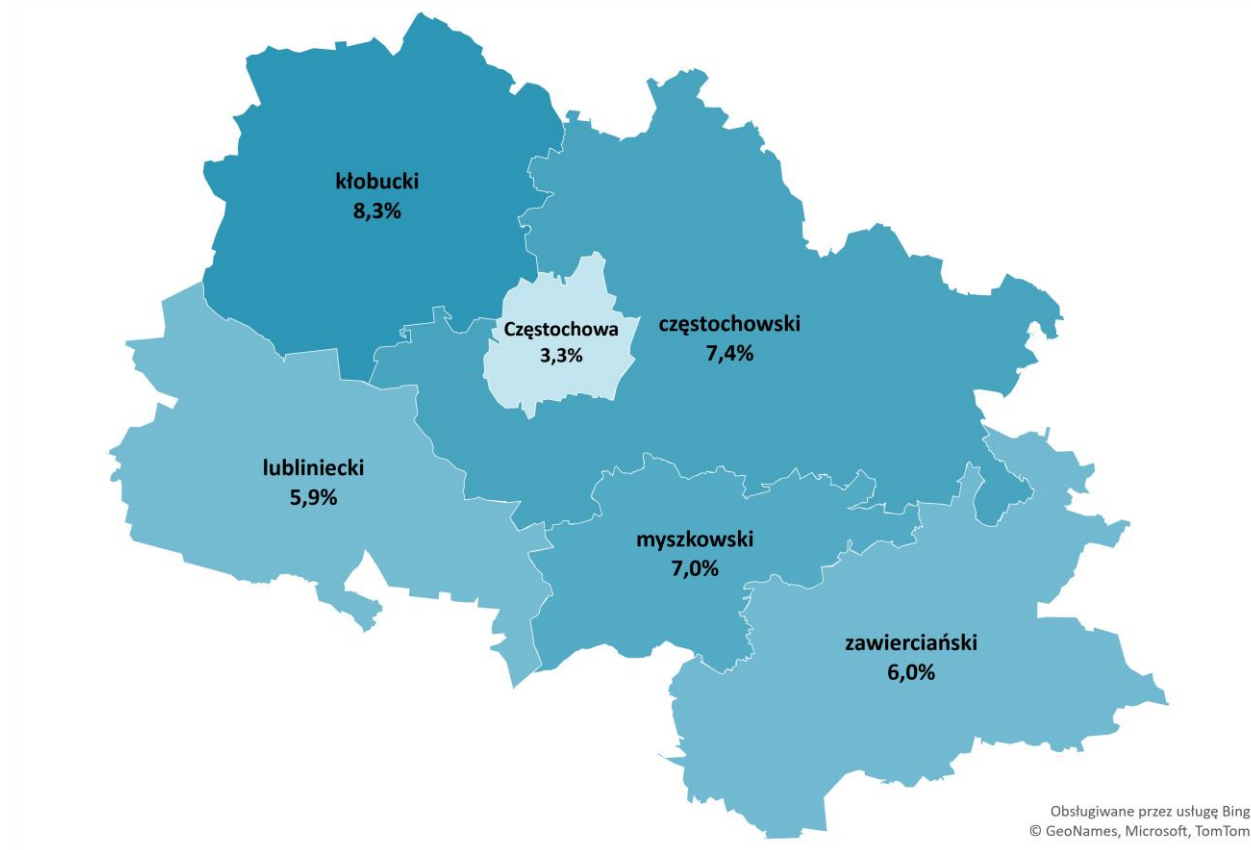 kłobucki
8,3%
Częstochowa
3,3%
częstochowski
7,4%
lubliniecki
5,9%
myszkowski
7,0%
zawierciański
6,0%
Obsługiwane przez usługę Bing
© GeoNames, Microsoft, TomTom